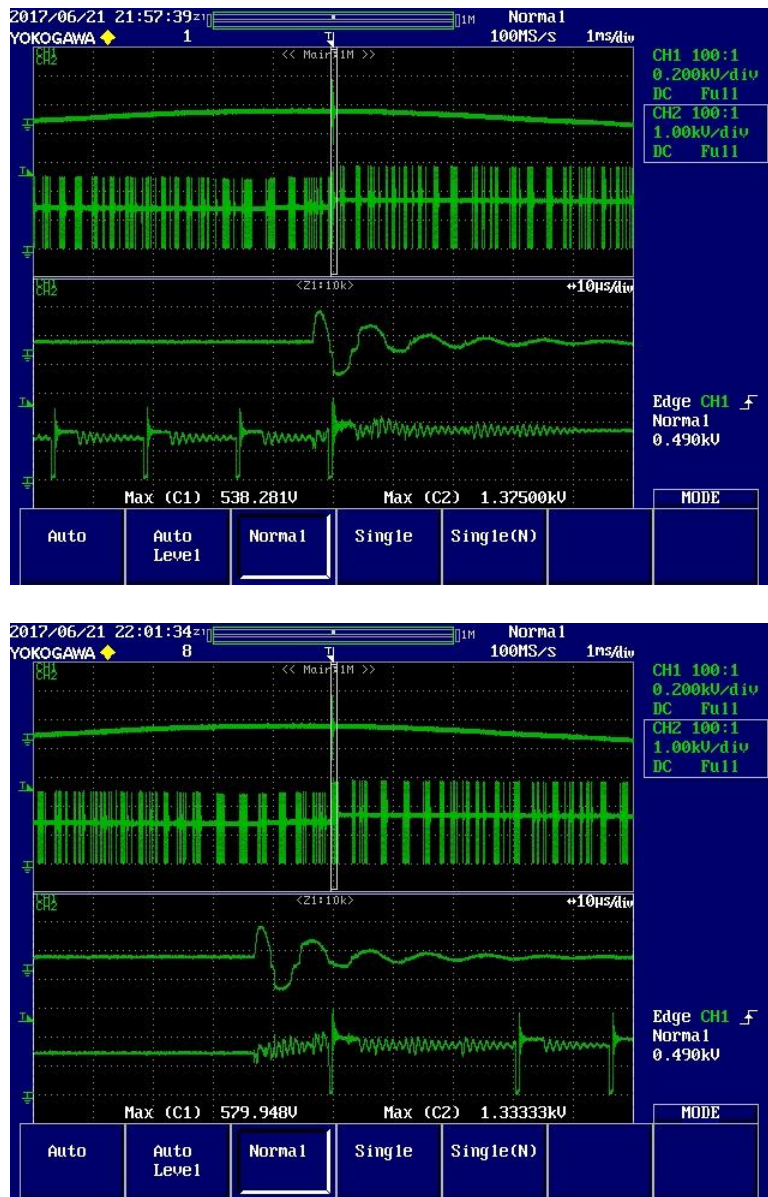 2017/06/21 21:57:39 Z1 1M Normal
YOKOGAWA 1 T 100MS/s 1ms/div
CH1
CH2
<< Main:1M >>
CH1 100:1
0.200kV/div
DC Full
CH2 100:1
1.00kV/div
DC Full
CH1
CH2
<Z1:10k>
10µs/div
Edge CH1
Normal
0.490kV
Max (C1) 538.281V Max (C2) 1.37500kV
MODE
Auto Auto Level Normal Single Single(N)
2017/06/21 22:01:34 Z1 1M Normal
YOKOGAWA 8 T 100MS/s 1ms/div
CH1
CH2
<< Main:1M >>
CH1 100:1
0.200kV/div
DC Full
CH2 100:1
1.00kV/div
DC Full
CH1
CH2
<Z1:10k>
10µs/div
Edge CH1
Normal
0.490kV
Max (C1) 579.948V Max (C2) 1.33333kV
MODE
Auto Auto Level Normal Single Single(N)